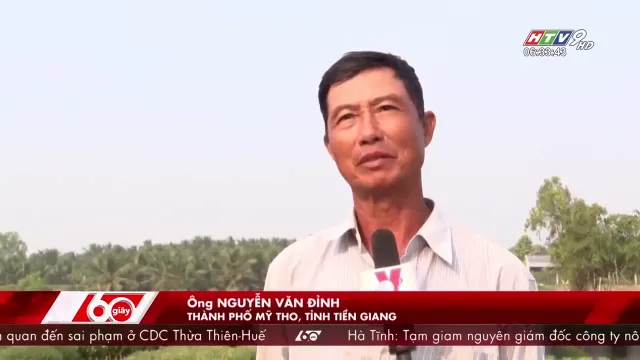 HTV9 HD
06:33:43
Ông NGUYỄN VĂN ĐỈNH
THÀNH PHỐ MỸ THO, TỈNH TIỀN GIANG
60 giây
n quan đến sai phạm ở CDC Thừa Thiên-Huế • Hà Tĩnh: Tạm giam nguyên giám đốc công ty nô